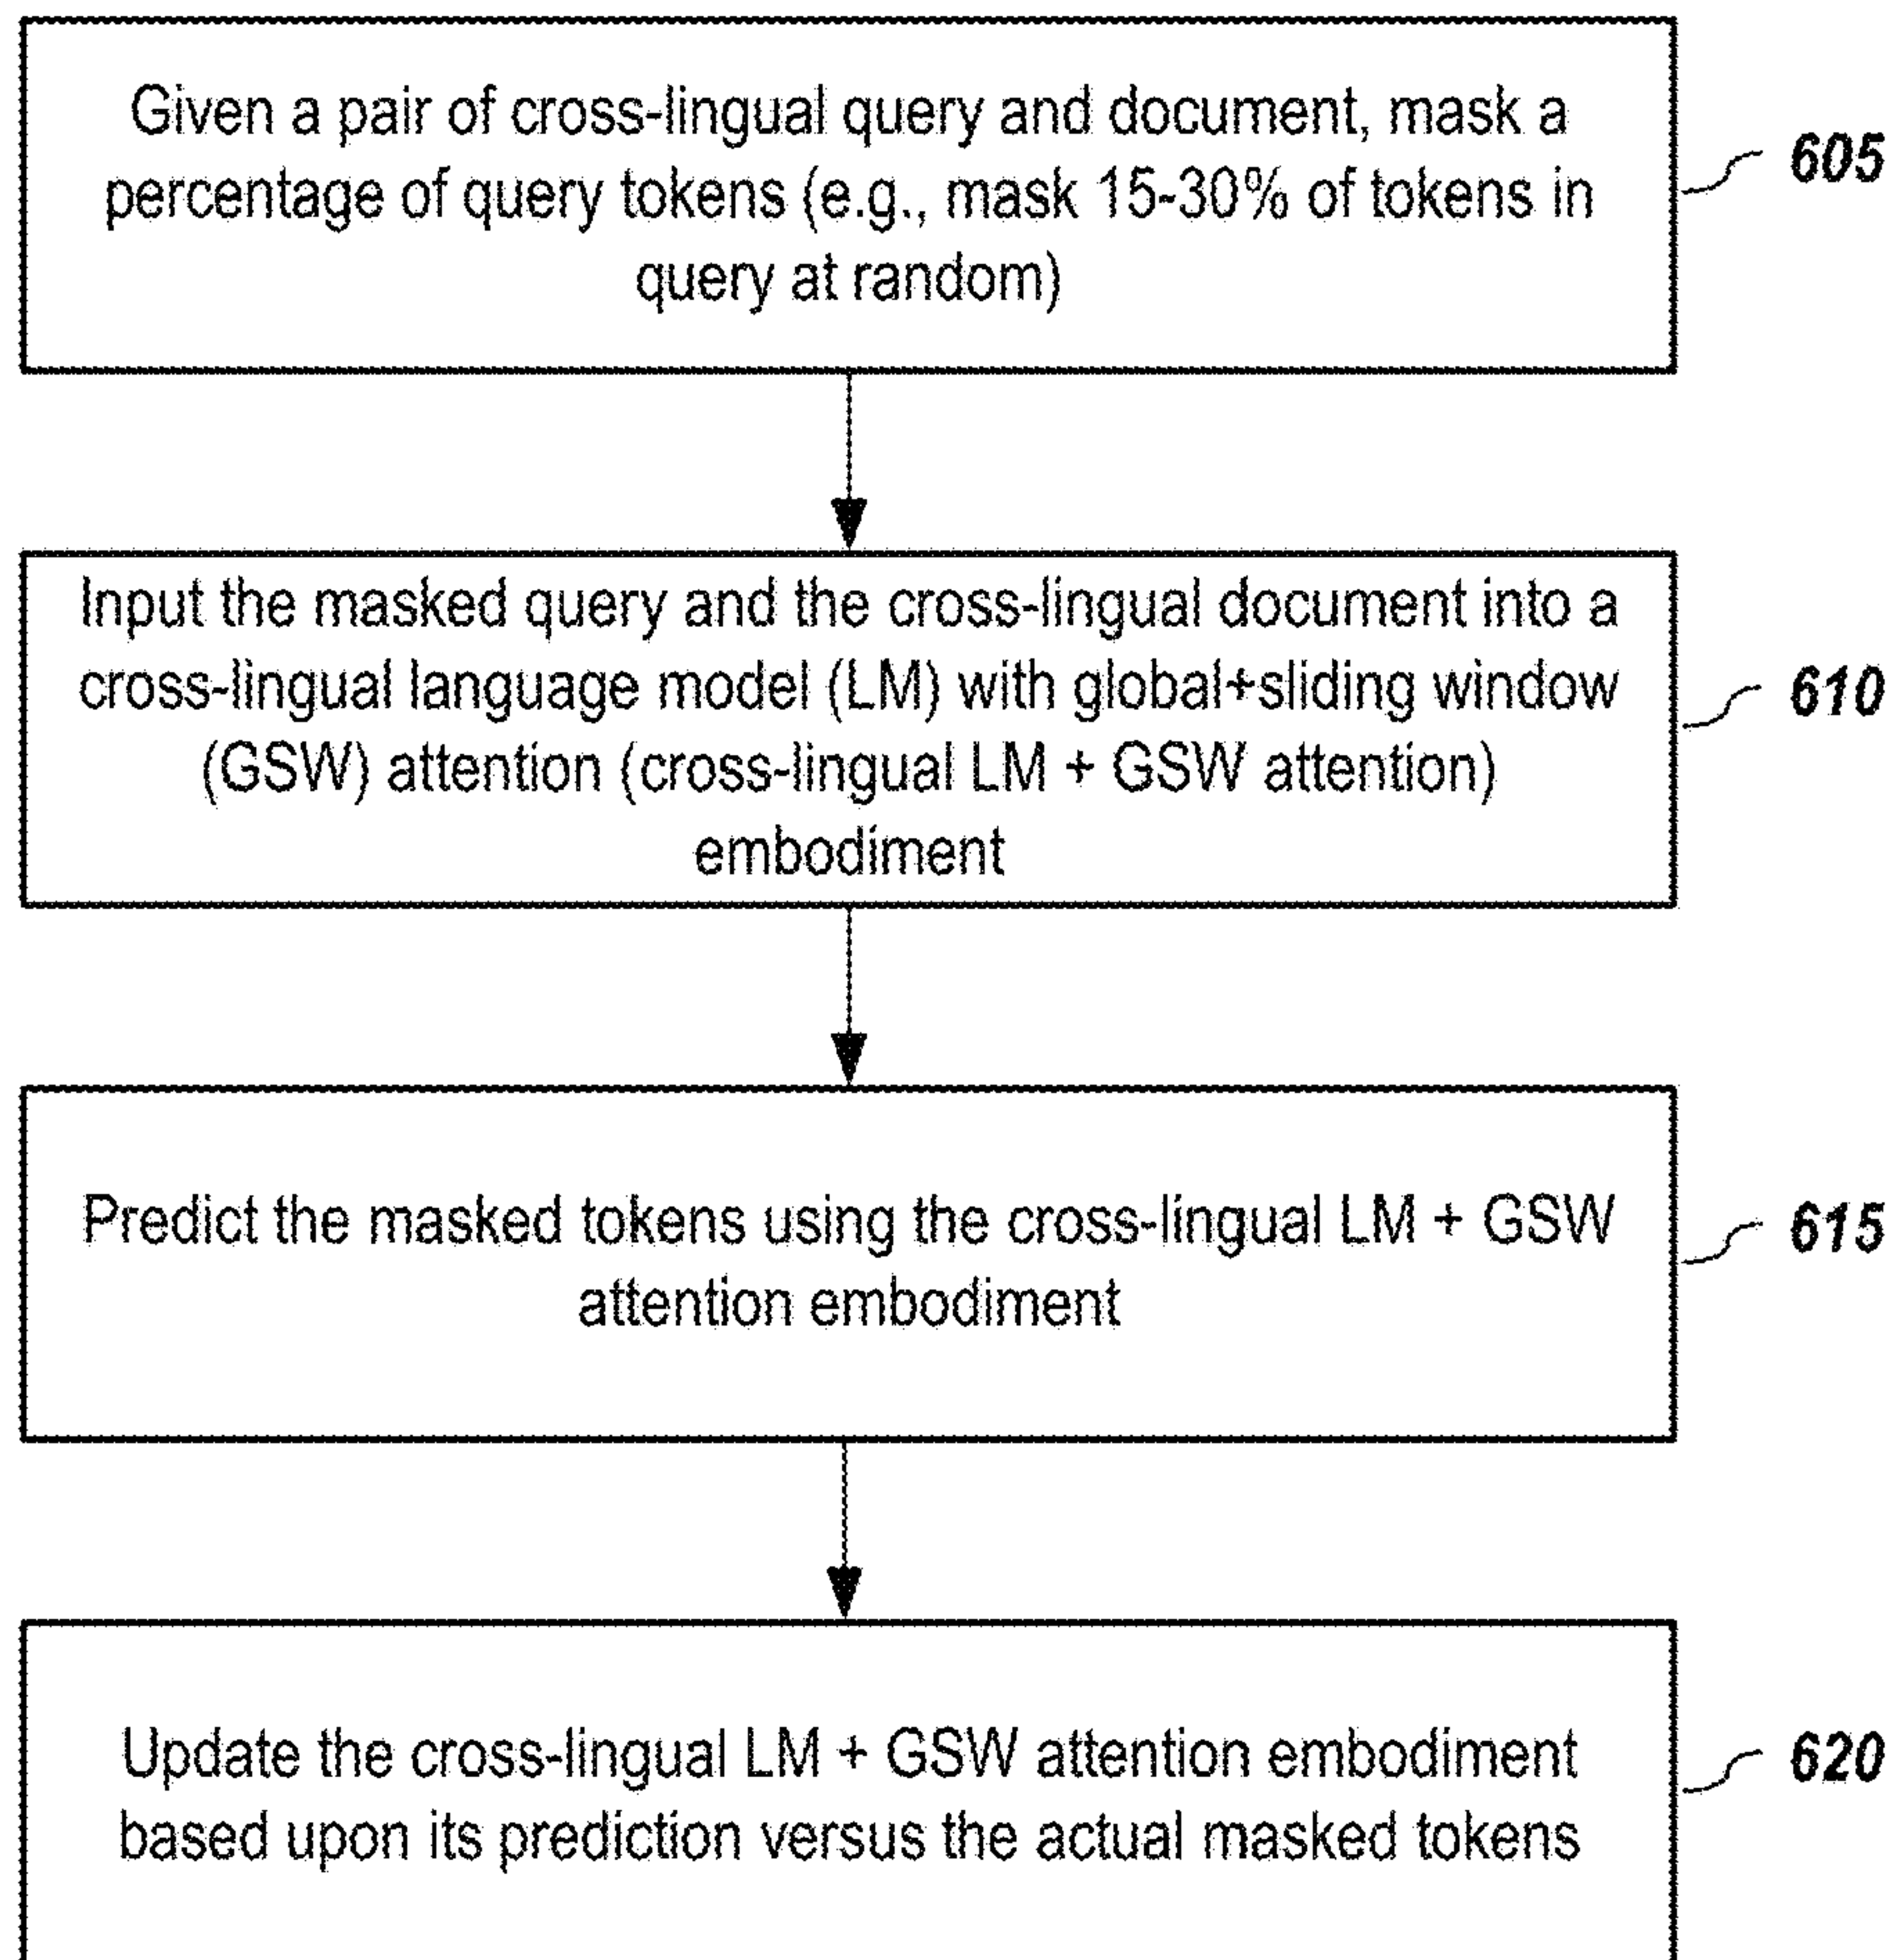 Given a pair of cross-lingual query and document, mask a
percentage of query tokens (e.g., mask 15-30% of tokens in
query at random)
605
Input the masked query and the cross-lingual document into a
cross-lingual language model (LM) with global+sliding window
(GSW) attention (cross-lingual LM + GSW attention)
embodiment
610
Predict the masked tokens using the cross-lingual LM + GSW
attention embodiment
615
Update the cross-lingual LM + GSW attention embodiment
based upon its prediction versus the actual masked tokens
620